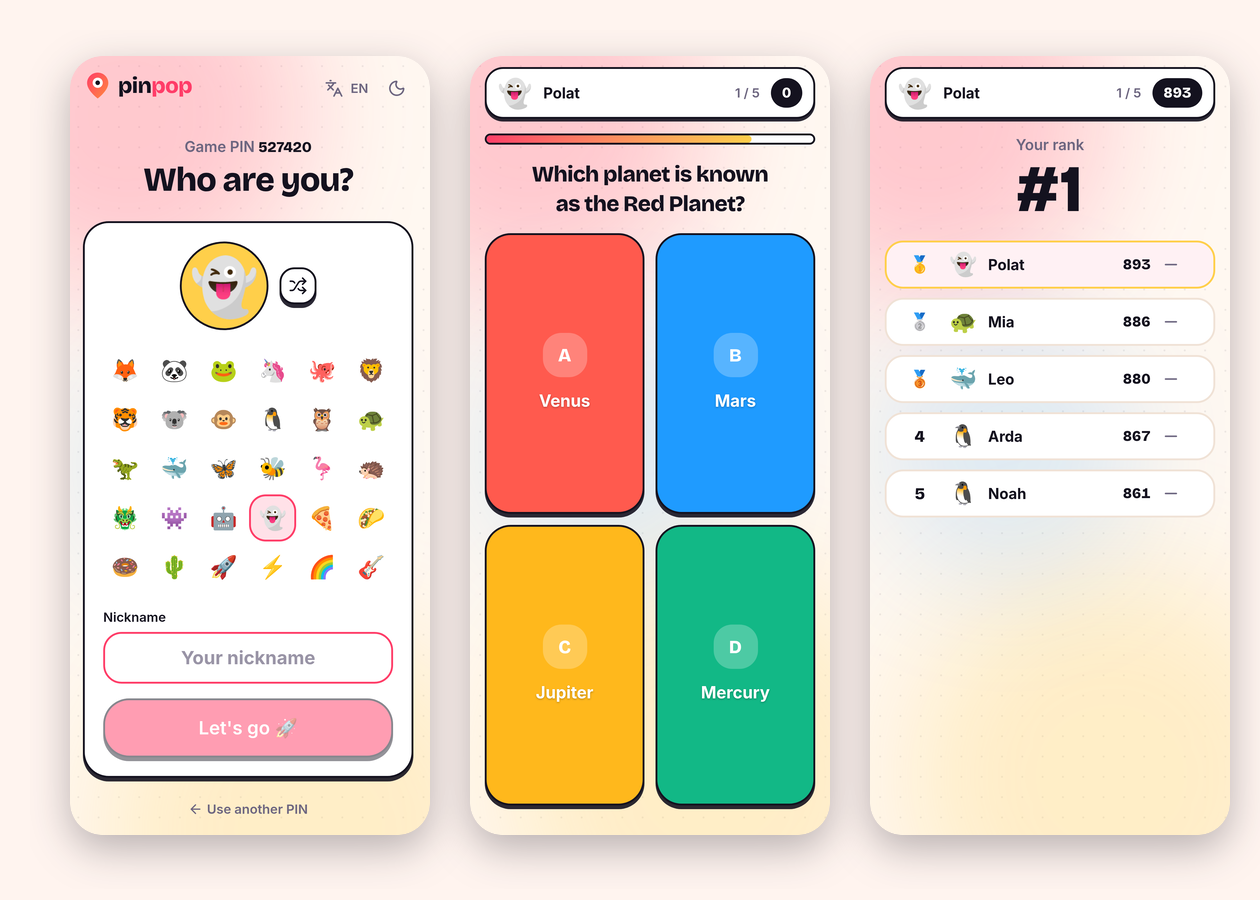 pinpop
EN
Game PIN 527420
Who are you?
Nickname
Your nickname
Let's go 🚀
← Use another PIN
Polat
1 / 5
0
Which planet is known
as the Red Planet?
A
Venus
B
Mars
C
Jupiter
D
Mercury
Polat
1 / 5
893
Your rank
#1
🥇 Polat 893 —
🥈 Mia 886 —
🥉 Leo 880 —
4 Arda 867 —
5 Noah 861 —